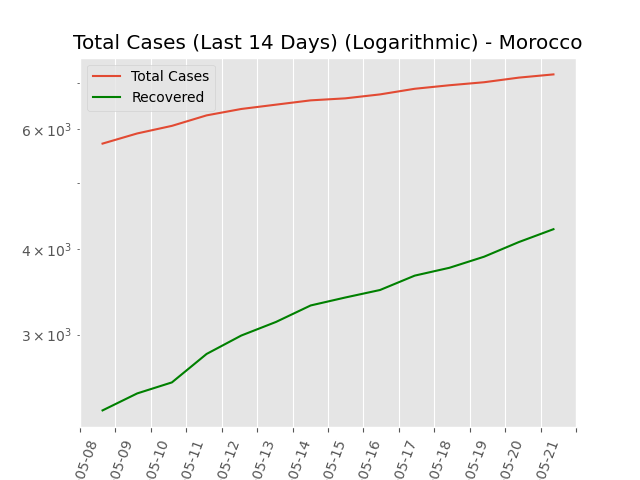 Total Cases (Last 14 Days) (Logarithmic) - Morocco
Total Cases
Recovered
6 × 10³
4 × 10³
3 × 10³
05-08
05-09
05-10
05-11
05-12
05-13
05-14
05-15
05-16
05-17
05-18
05-19
05-20
05-21